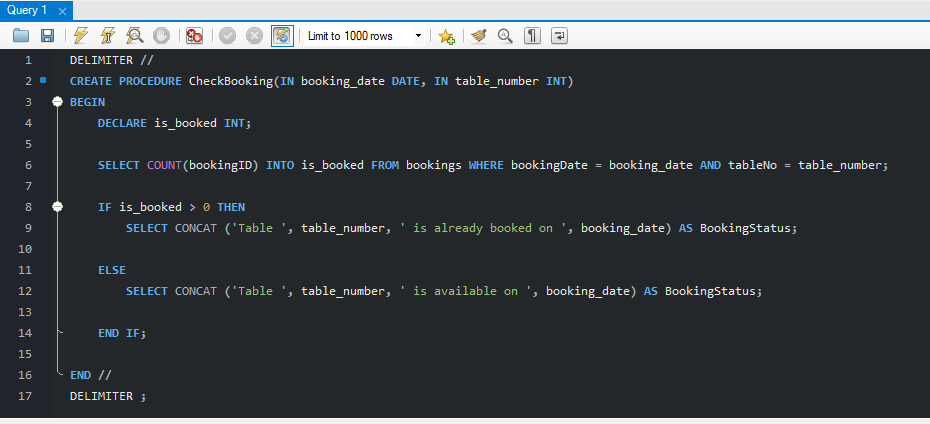 Query 1
Limit to 1000 rows
1 DELIMITER //
2 CREATE PROCEDURE CheckBooking(IN booking_date DATE, IN table_number INT)
3 BEGIN
4 DECLARE is_booked INT;
5
6 SELECT COUNT(bookingID) INTO is_booked FROM bookings WHERE bookingDate = booking_date AND tableNo = table_number;
7
8 IF is_booked > 0 THEN
9 SELECT CONCAT ('Table ', table_number, ' is already booked on ', booking_date) AS BookingStatus;
10
11 ELSE
12 SELECT CONCAT ('Table ', table_number, ' is available on ', booking_date) AS BookingStatus;
13
14 END IF;
15
16 END //
17 DELIMITER ;